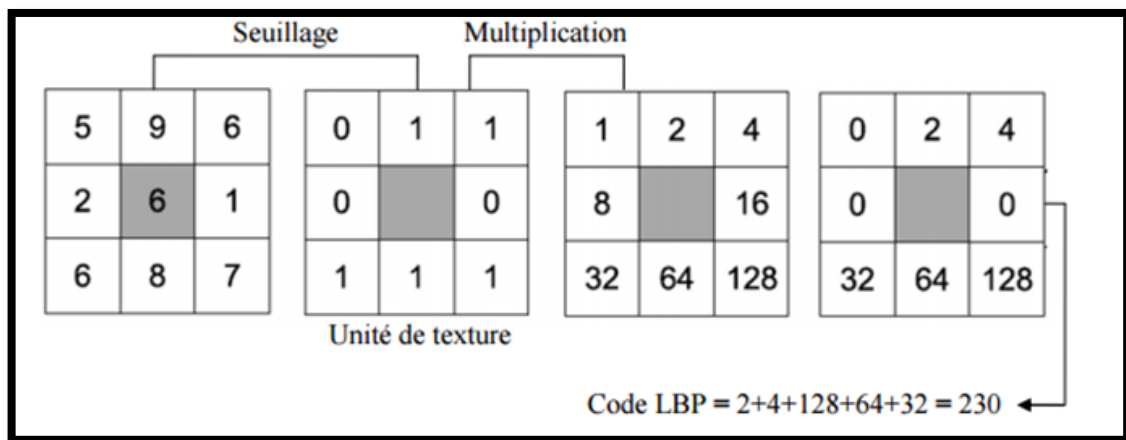 Seuillage Multiplication
5 9 6 0 1 1 1 2 4 0 2 4
2 6 1 0 0 8 16 0 0
6 8 7 1 1 1 32 64 128 32 64 128
Unité de texture
Code LBP = 2+4+128+64+32 = 230